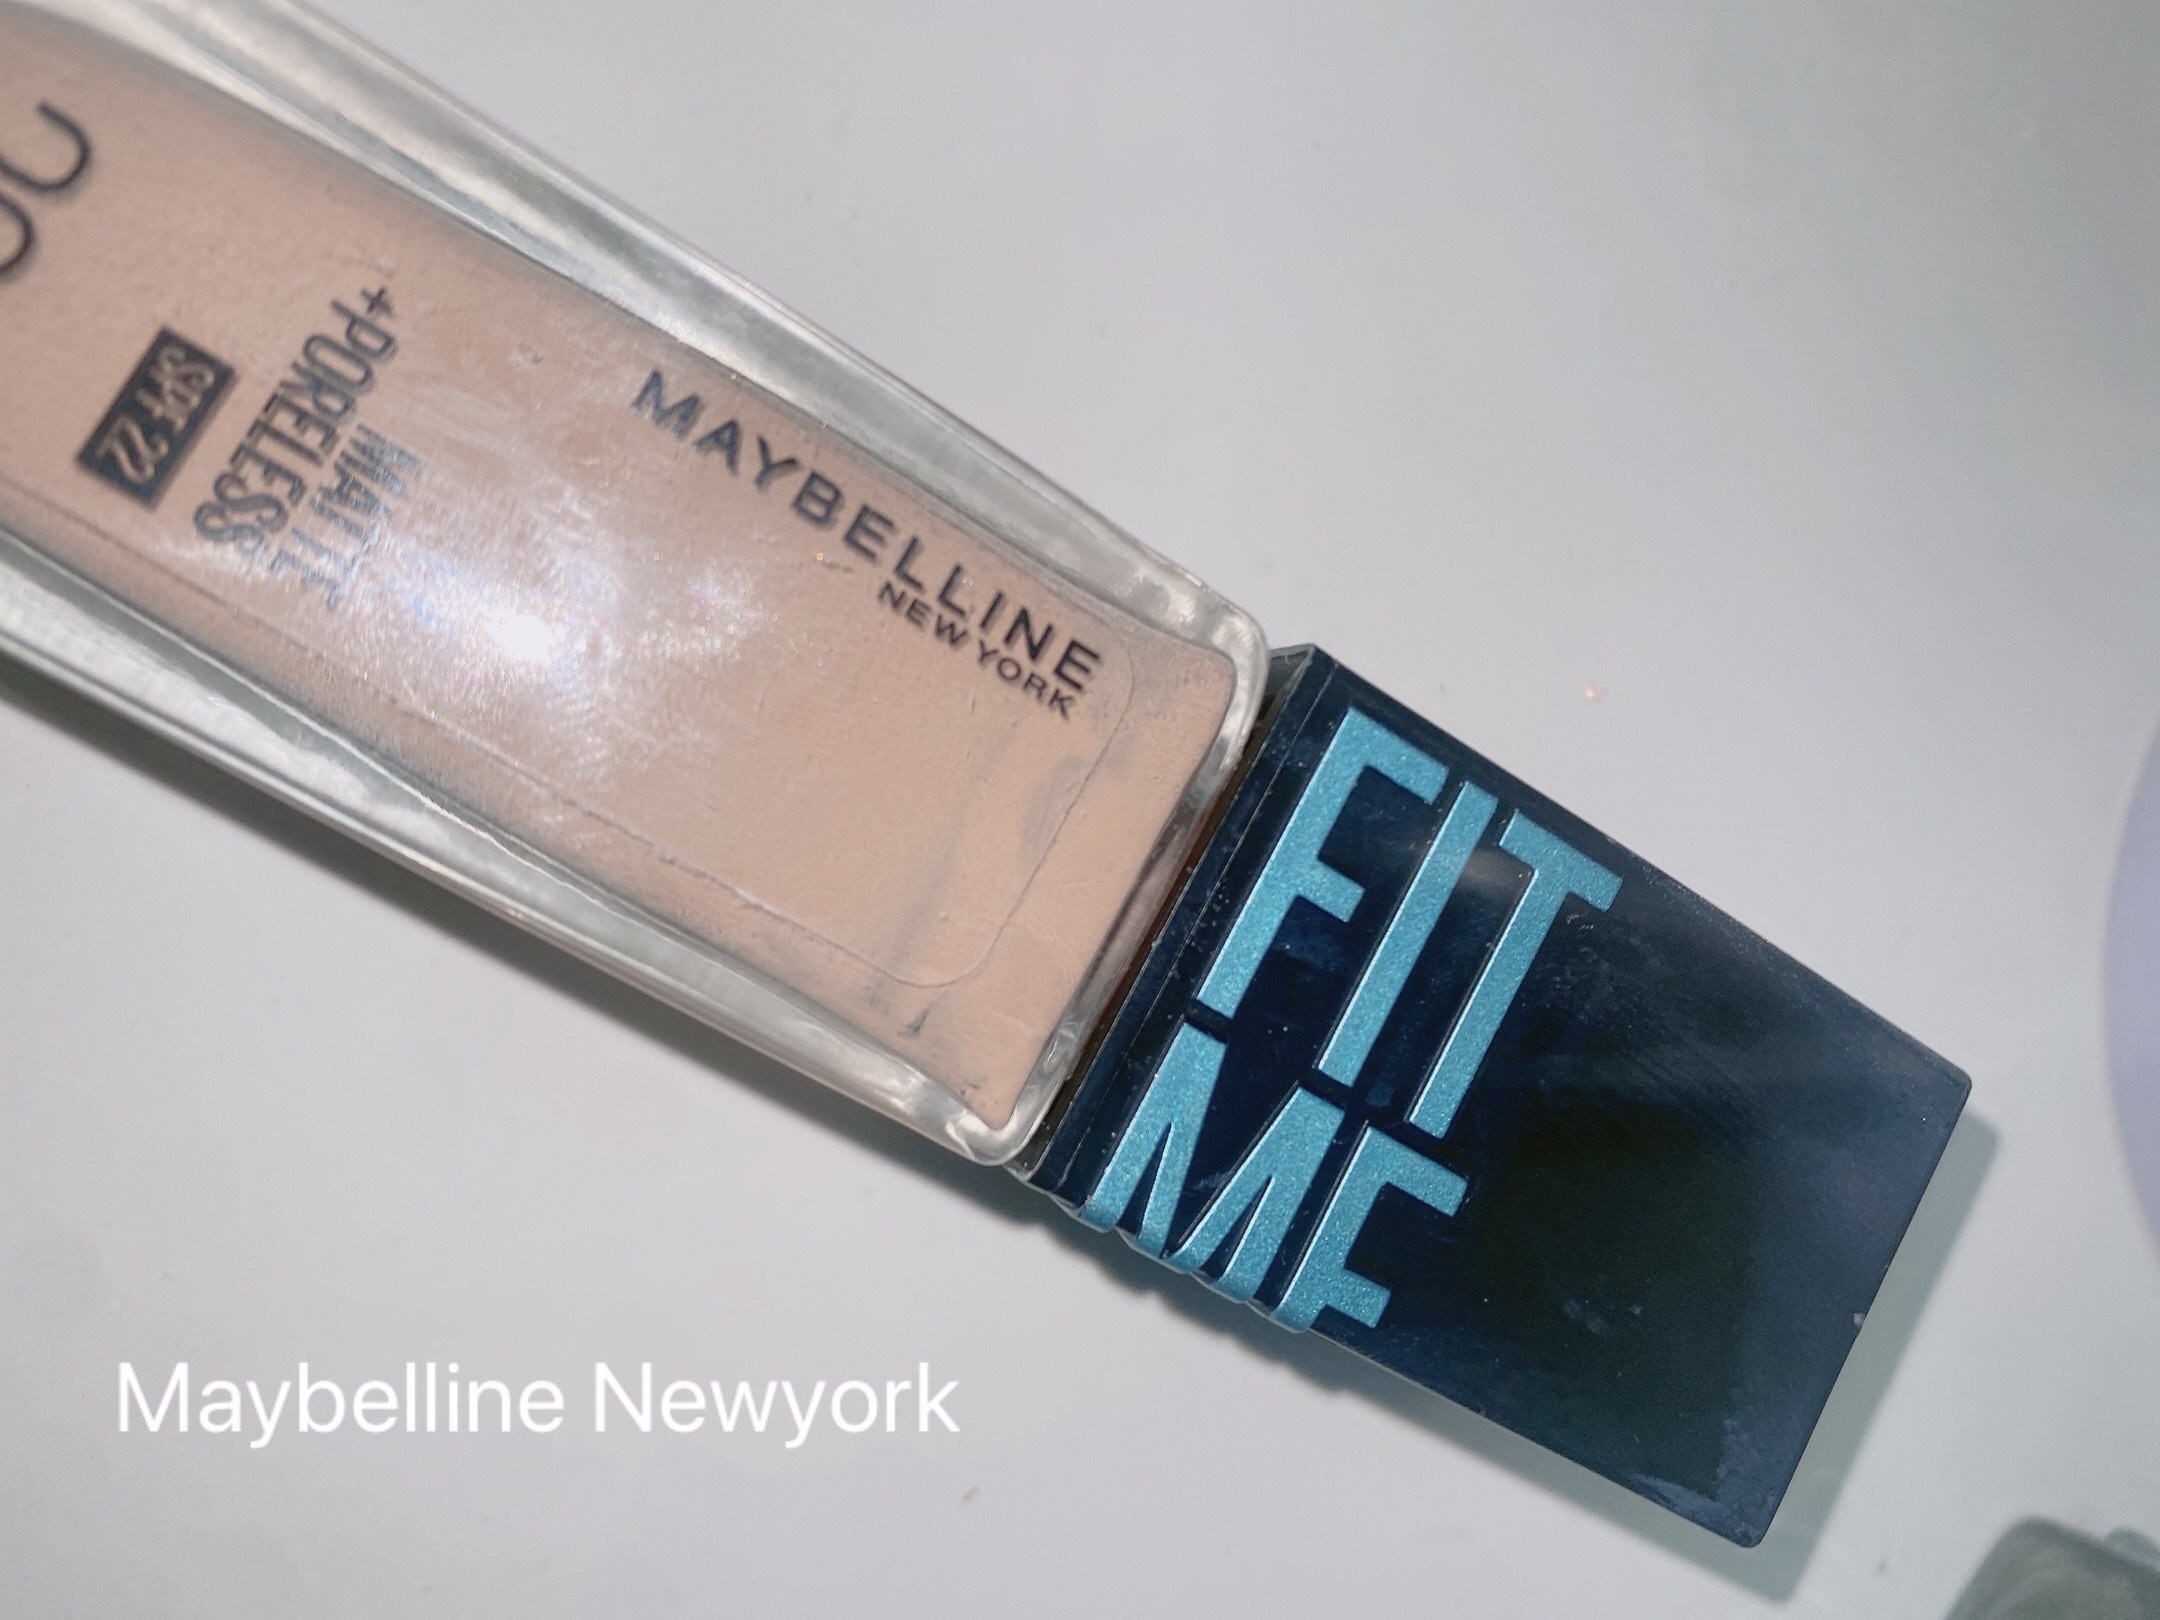 MAYBELLINE
NEW YORK
FIT
ME
MATTE
+PORELESS
SPF 22
Maybelline Newyork